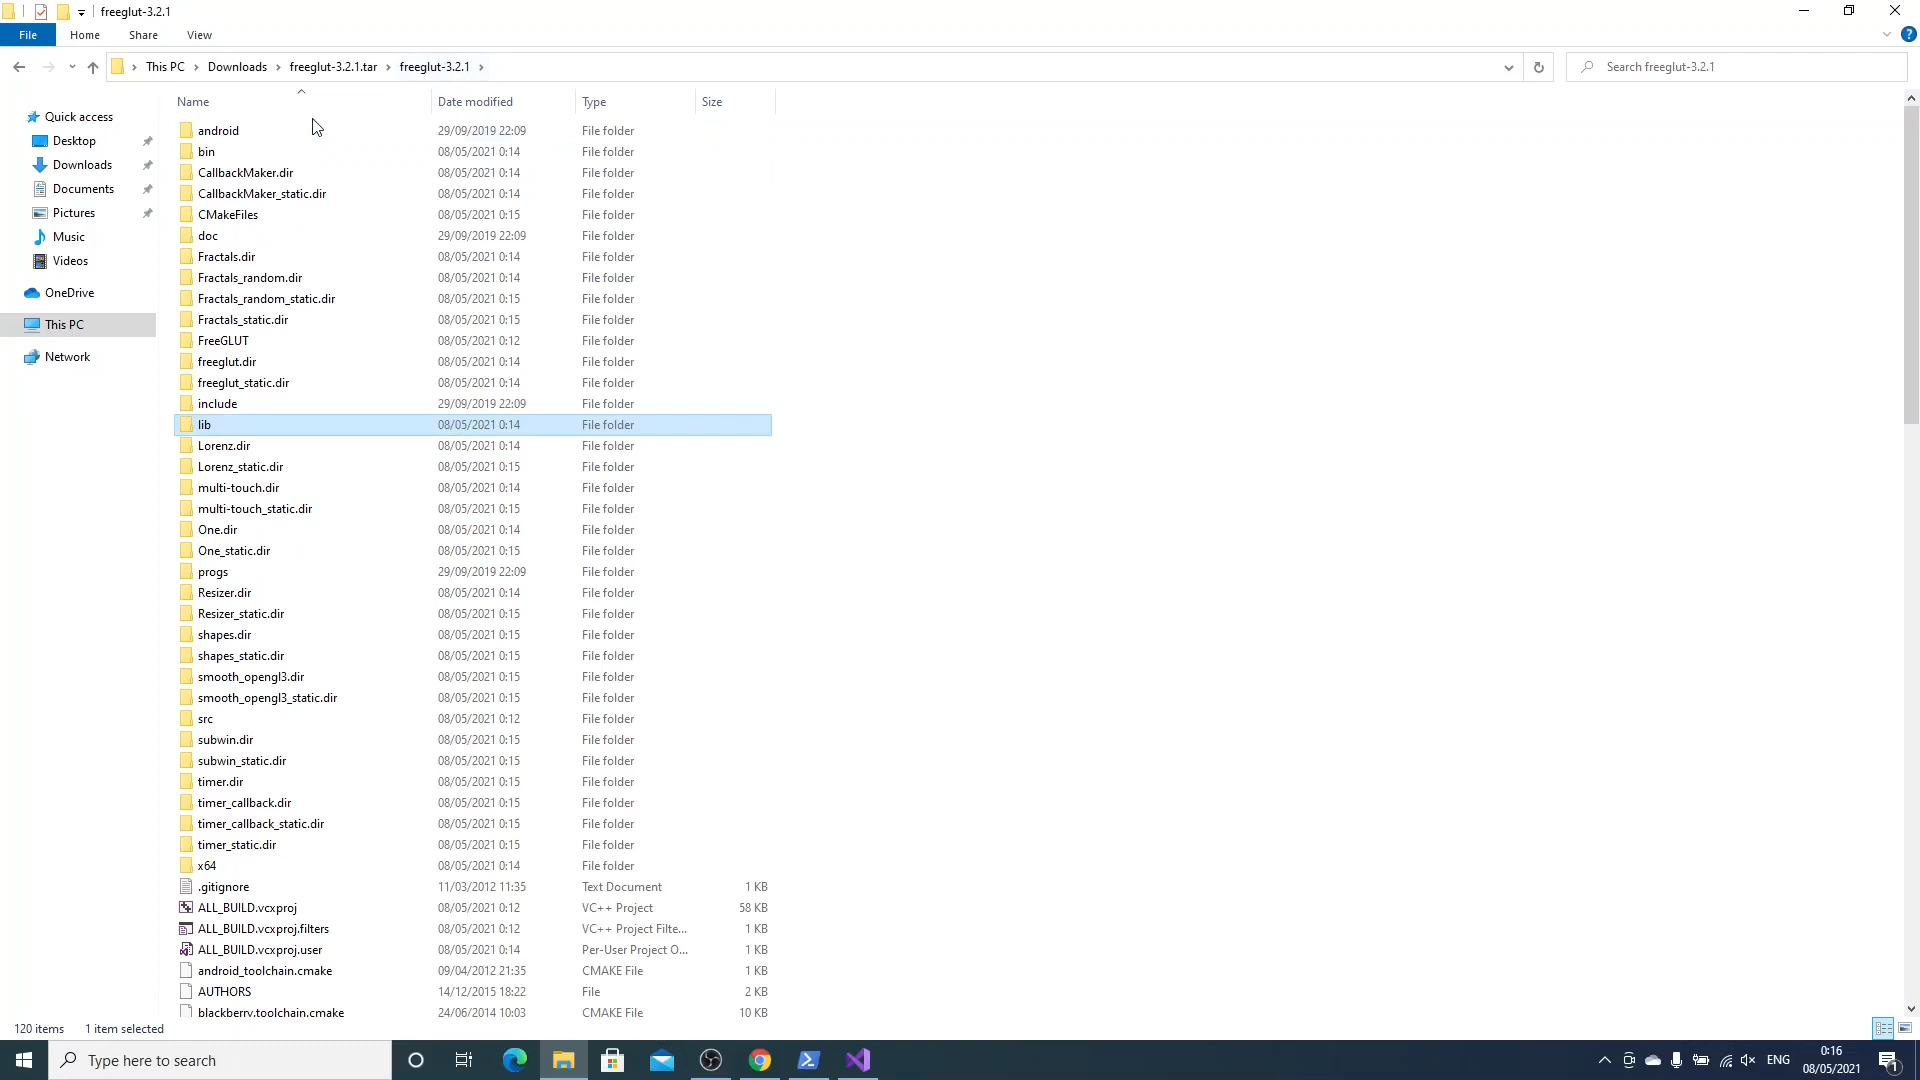 freeglut-3.2.1
File Home Share View
This PC Downloads freeglut-3.2.1.tar freeglut-3.2.1 Search freeglut-3.2.1
Name Date modified Type Size
Quick access
Desktop
Downloads
Documents
Pictures
Music
Videos
OneDrive
This PC
Network
android 29/09/2019 22:09 File folder
bin 08/05/2021 0:14 File folder
CallbackMaker.dir 08/05/2021 0:14 File folder
CallbackMaker_static.dir 08/05/2021 0:14 File folder
CMakeFiles 08/05/2021 0:15 File folder
doc 29/09/2019 22:09 File folder
Fractals.dir 08/05/2021 0:14 File folder
Fractals_random.dir 08/05/2021 0:14 File folder
Fractals_random_static.dir 08/05/2021 0:15 File folder
Fractals_static.dir 08/05/2021 0:15 File folder
FreeGLUT 08/05/2021 0:12 File folder
freeglut.dir 08/05/2021 0:14 File folder
freeglut_static.dir 08/05/2021 0:14 File folder
include 29/09/2019 22:09 File folder
lib 08/05/2021 0:14 File folder
Lorenz.dir 08/05/2021 0:14 File folder
Lorenz_static.dir 08/05/2021 0:15 File folder
multi-touch.dir 08/05/2021 0:14 File folder
multi-touch_static.dir 08/05/2021 0:15 File folder
One.dir 08/05/2021 0:14 File folder
One_static.dir 08/05/2021 0:15 File folder
progs 29/09/2019 22:09 File folder
Resizer.dir 08/05/2021 0:14 File folder
Resizer_static.dir 08/05/2021 0:15 File folder
shapes.dir 08/05/2021 0:15 File folder
shapes_static.dir 08/05/2021 0:15 File folder
smooth_opengl3.dir 08/05/2021 0:15 File folder
smooth_opengl3_static.dir 08/05/2021 0:15 File folder
src 08/05/2021 0:12 File folder
subwin.dir 08/05/2021 0:15 File folder
subwin_static.dir 08/05/2021 0:15 File folder
timer.dir 08/05/2021 0:15 File folder
timer_callback.dir 08/05/2021 0:15 File folder
timer_callback_static.dir 08/05/2021 0:15 File folder
timer_static.dir 08/05/2021 0:15 File folder
x64 08/05/2021 0:14 File folder
.gitignore 11/03/2012 11:35 Text Document 1 KB
ALL_BUILD.vcxproj 08/05/2021 0:12 VC++ Project 58 KB
ALL_BUILD.vcxproj.filters 08/05/2021 0:12 VC++ Project Filte... 1 KB
ALL_BUILD.vcxproj.user 08/05/2021 0:14 Per-User Project O... 1 KB
android_toolchain.cmake 09/04/2012 21:35 CMAKE File 1 KB
AUTHORS 14/12/2015 18:22 File 2 KB
blackberry.toolchain.cmake 24/06/2014 10:03 CMAKE File 10 KB
120 items 1 item selected
Type here to search ENG 0:16
08/05/2021 1